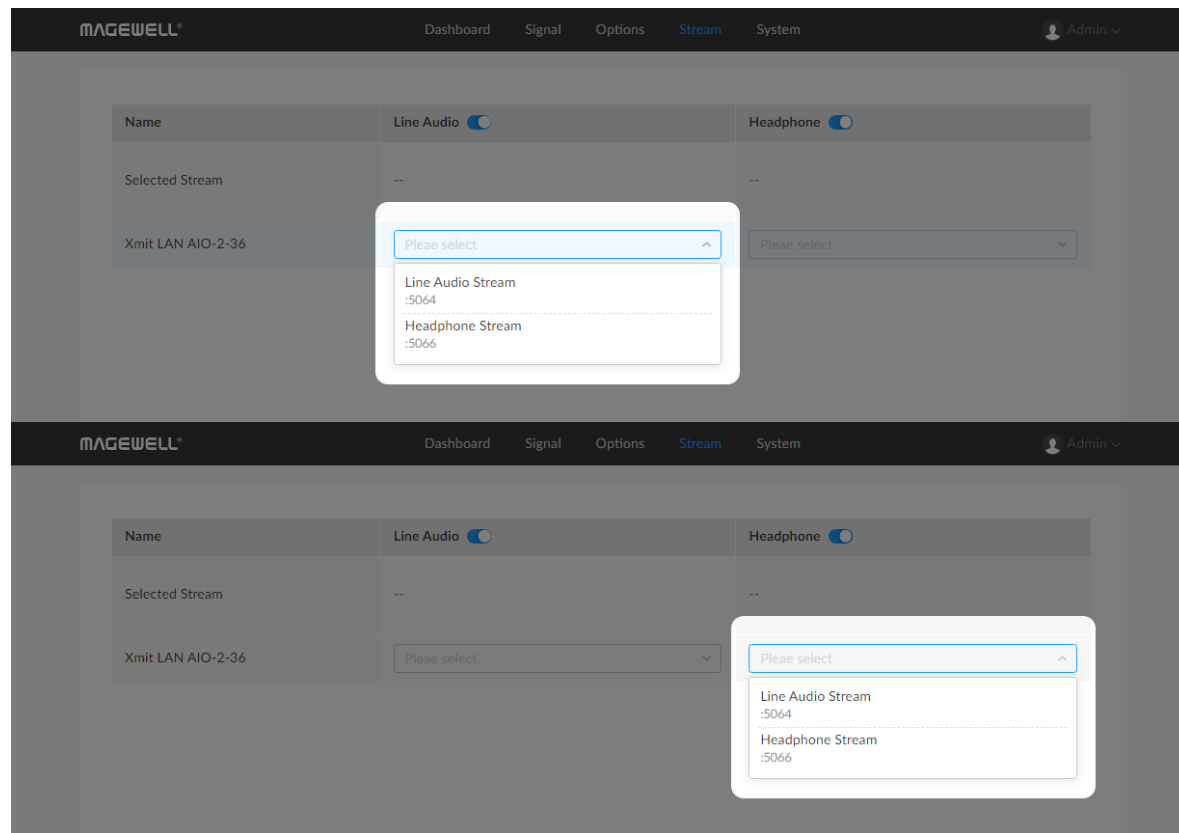 MAGEWELL® Dashboard Signal Options Stream System Admin
Name Line Audio Headphone
Selected Stream -- --
Xmit LAN AIO-2-36 Pleae select Pleae select
Line Audio Stream
:5064
Headphone Stream
:5066
MAGEWELL® Dashboard Signal Options Stream System Admin
Name Line Audio Headphone
Selected Stream -- --
Xmit LAN AIO-2-36 Pleae select Pleae select
Line Audio Stream
:5064
Headphone Stream
:5066